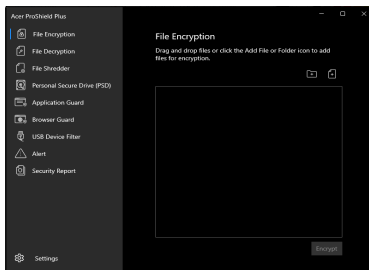 Acer ProShield Plus
File Encryption
File Decryption
File Shredder
Personal Secure Drive (PSD)
Application Guard
Browser Guard
USB Device Filter
Alert
Security Report
Settings
File Encryption
Drag and drop files or click the Add File or Folder icon to add
files for encryption.
Encrypt